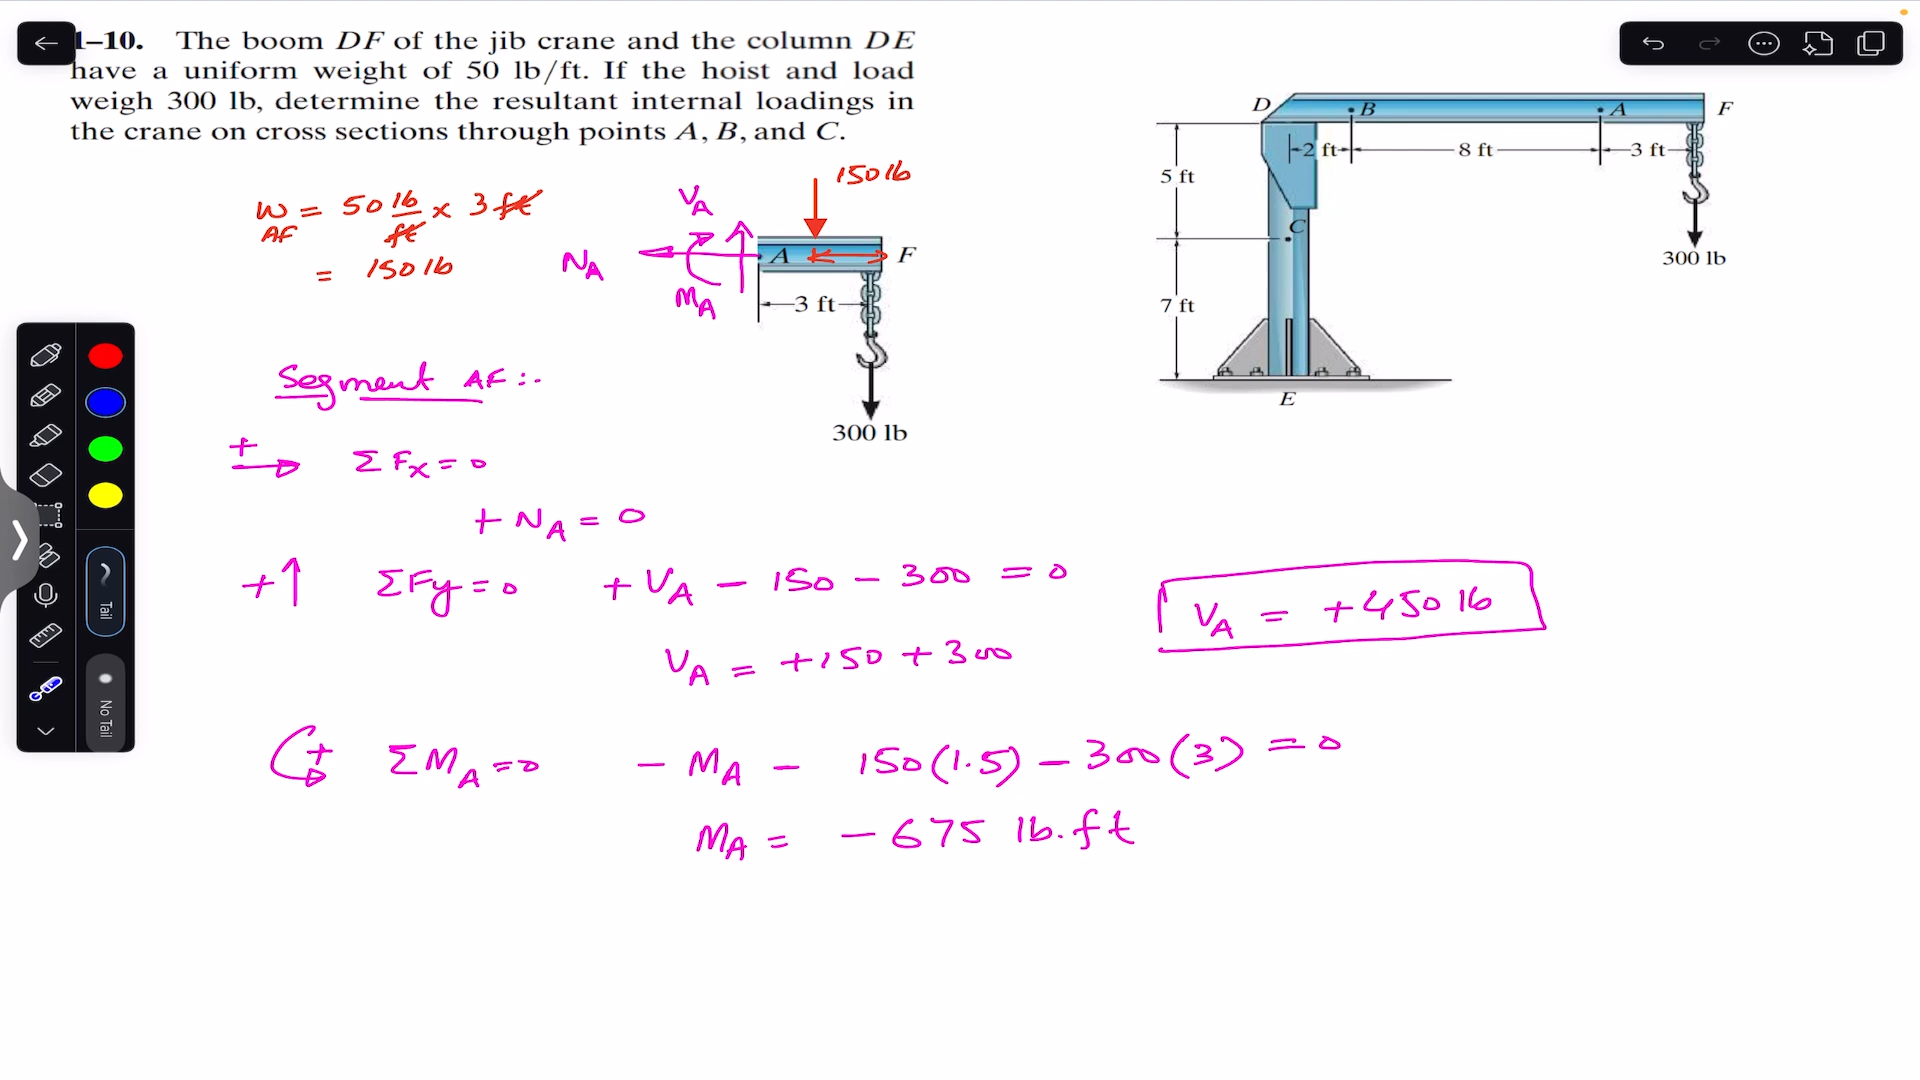 1–10. The boom DF of the jib crane and the column DE
have a uniform weight of 50 lb/ft. If the hoist and load
weigh 300 lb, determine the resultant internal loadings in
the crane on cross sections through points A, B, and C.
W AF = 50 lb/ft × 3 ft
= 150 lb
150 lb
VA
NA
MA
A
F
3 ft
300 lb
D
B
A
F
2 ft
8 ft
3 ft
5 ft
C
7 ft
300 lb
E
Segment AF :-
+ ΣFx = 0
+ NA = 0
+↑ ΣFy = 0 + VA − 150 − 300 = 0
VA = +150 + 300
VA = +450 lb
+ ΣMA = 0 − MA − 150(1.5) − 300(3) = 0
MA = −675 lb.ft
Tail
No Tail